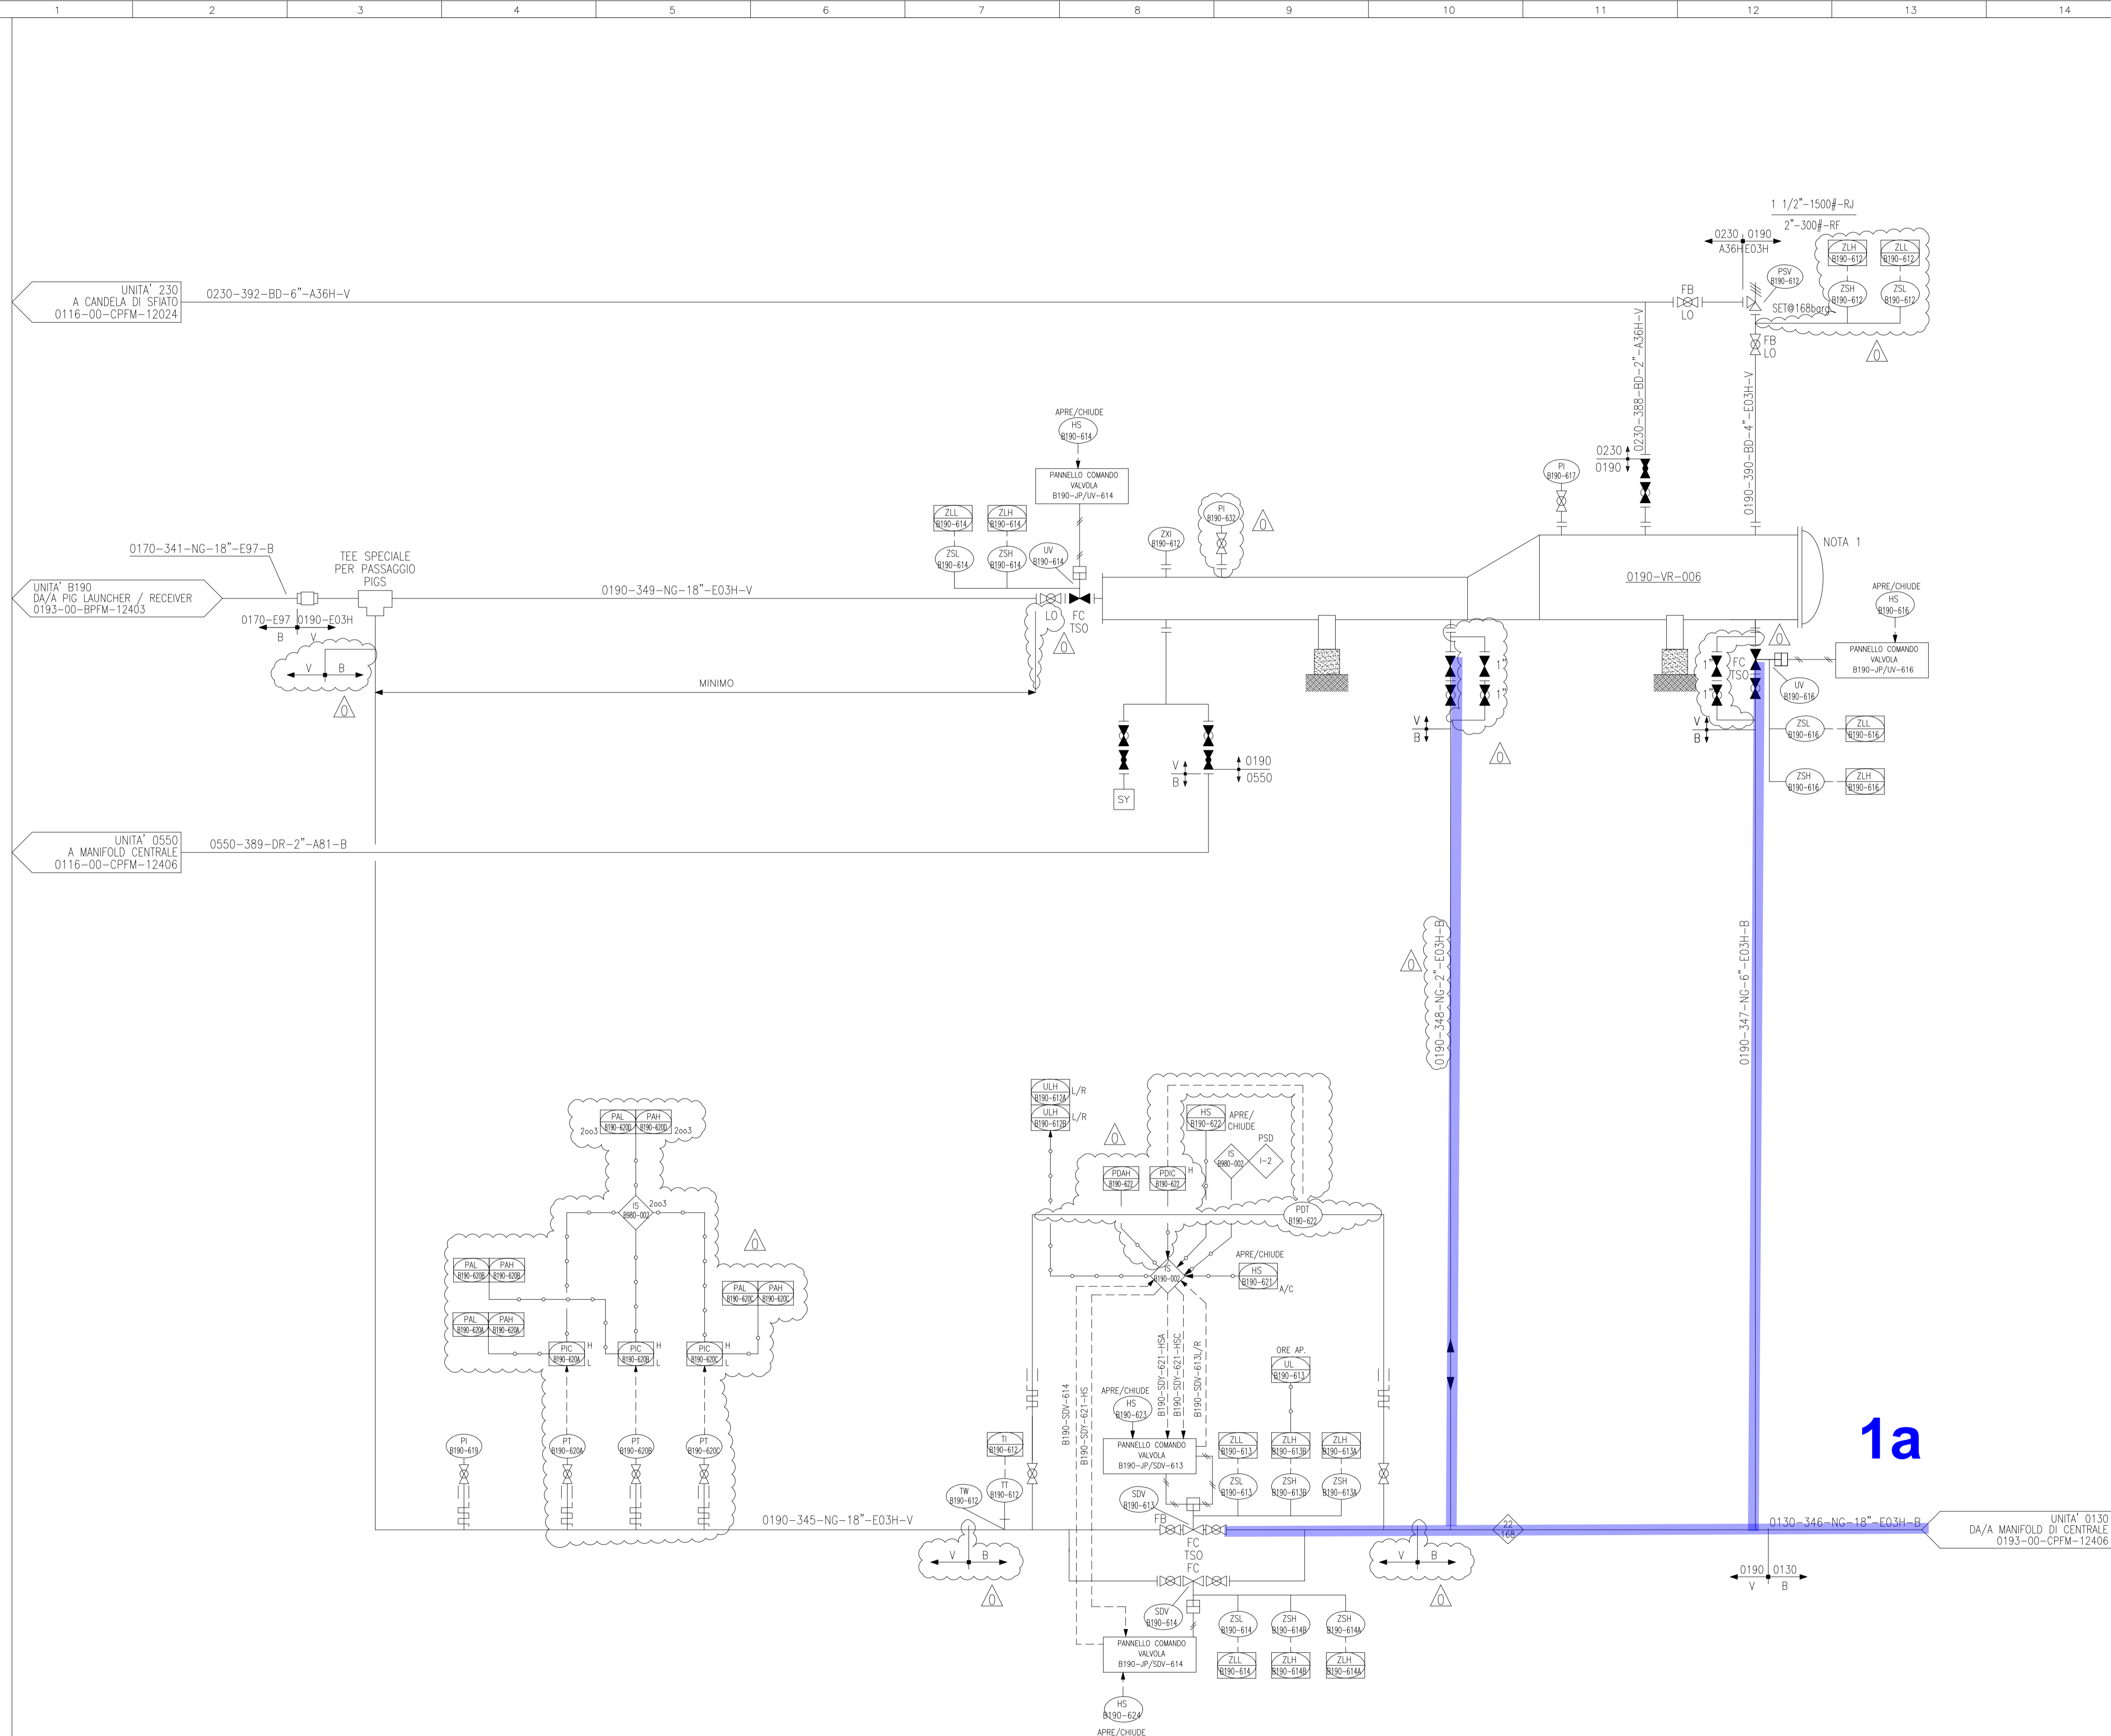 1 2 3 4 5 6 7 8 9 10 11 12 13 14
1 1/2"-1500#-RJ
2"-300#-RF
0230 0190
A36H E03H
ZLH
B190-612
ZLL
B190-612
PSV
B190-612
ZSH
B190-612
ZSL
B190-612
SET@168barg
FB
LO
FB
LO
0
UNITA' 230
A CANDELA DI SFIATO
0116-00-CPFM-12024
0230-392-BD-6"-A36H-V
0230-388-BD-2"-A36H-V
0190-390-BD-4"-E03H-V
APRE/CHIUDE
HS
B190-614
PANNELLO COMANDO
VALVOLA
B190-JP/UV-614
0230
0190
PI
B190-617
ZLL
B190-614
ZLH
B190-614
ZSL
B190-614
ZSH
B190-614
UV
B190-614
ZXI
B190-612
PI
B190-632
0
NOTA 1
0190-VR-006
0170-341-NG-18"-E97-B
TEE SPECIALE
PER PASSAGGIO
PIGS
UNITA' B190
DA/A PIG LAUNCHER / RECEIVER
0193-00-BPFM-12403
0190-349-NG-18"-E03H-V
0170-E97 0190-E03H
B V
V B
0
LO
FC
TSO
0
MINIMO
APRE/CHIUDE
HS
B190-616
PANNELLO COMANDO
VALVOLA
B190-JP/UV-616
0
1"
1"
1"
1"
FC
TSO
UV
B190-616
ZSL
B190-616
ZLL
B190-616
ZSH
B190-616
ZLH
B190-616
V
B
0
V
B
V
B
0190
0550
SY
UNITA' 0550
A MANIFOLD CENTRALE
0116-00-CPFM-12406
0550-389-DR-2"-A81-B
0190-348-NG-2"-E03H-B
0
0190-347-NG-6"-E03H-B
ULH
B190-612A
L/R
ULH
B190-612B
L/R
HS
B190-622
APRE/
CHIUDE
0
PSD
IS
B980-002
I-2
PDAH
B190-622
PDIC
B190-622
H
PDT
B190-622
PAL
B190-620D
PAH
B190-620D
2oo3
2oo3
IS
B980-002
2oo3
0
PAL
B190-620B
PAH
B190-620B
PAL
B190-620A
PAH
B190-620A
PAL
B190-620C
PAH
B190-620C
PIC
B190-620A
H
L
PIC
B190-620B
H
L
PIC
B190-620C
H
L
IS
B190-002
APRE/CHIUDE
HS
B190-621
A/C
B190-SDV-614
B190-SDY-621-HS
B190-SDY-621-HSA
B190-SDY-621-HSC
B190-SDV-613L/R
ORE AP.
UL
B190-613
APRE/CHIUDE
HS
B190-623
PANNELLO COMANDO
VALVOLA
B190-JP/SDV-613
ZLL
B190-613
ZLH
B190-613B
ZLH
B190-613A
ZSL
B190-613
ZSH
B190-613B
ZSH
B190-613A
PI
B190-619
PT
B190-620A
PT
B190-620B
PT
B190-620C
TI
B190-612
TT
B190-612
TW
B190-612
SDV
B190-613
FB
FC
TSO
FC
1a
0190-345-NG-18"-E03H-V
22
168
0130-346-NG-18"-E03H-B
UNITA' 0130
DA/A MANIFOLD DI CENTRALE
0193-00-CPFM-12406
V B
0
V B
0
0190 0130
V B
SDV
B190-614
ZSL
B190-614
ZSH
B190-614B
ZSH
B190-614A
PANNELLO COMANDO
VALVOLA
B190-JP/SDV-614
ZLL
B190-614
ZLH
B190-614B
ZLH
B190-614A
HS
B190-624
APRE/CHIUDE